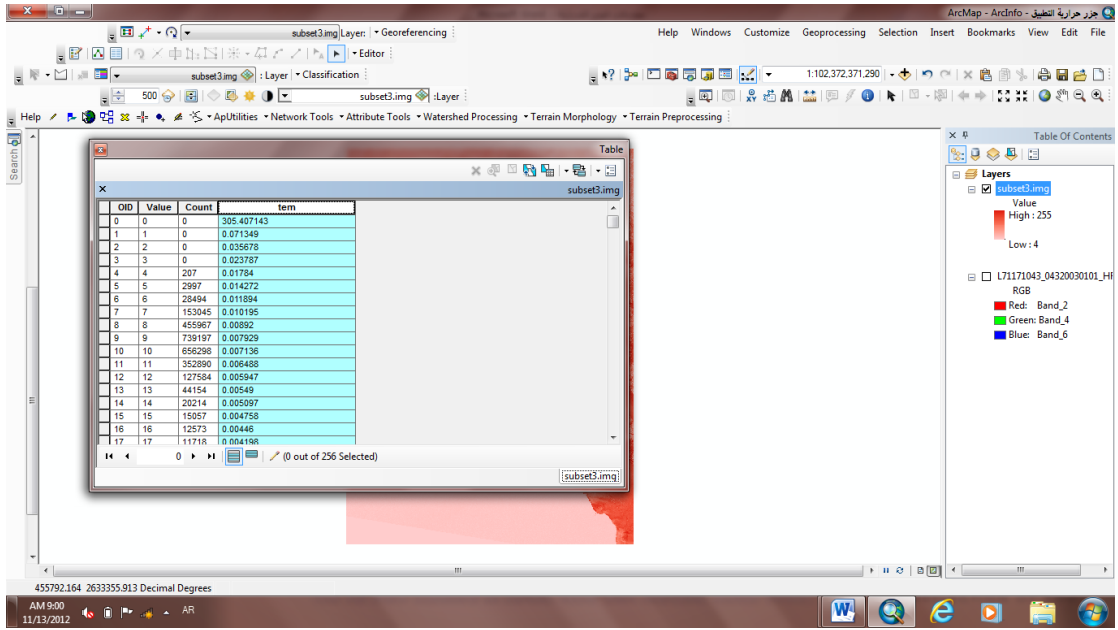 جزر حرارية التطبيق - ArcMap - ArcInfo
File Edit View Bookmarks Insert Selection Geoprocessing Customize Windows Help
Georeferencing Layer: subset3.img
Editor
1:102,372,371,290
Classification Layer : subset3.img
Layer: subset3.img 500
Terrain Preprocessing Terrain Morphology Watershed Processing Attribute Tools Network Tools ApUtilities Help
Search
Table
subset3.img
OID Value Count tem
0 0 0 305.407143
1 1 0 0.071349
2 2 0 0.035678
3 3 0 0.023787
4 4 207 0.01784
5 5 2997 0.014272
6 6 28494 0.011894
7 7 153045 0.010195
8 8 455967 0.00892
9 9 739197 0.007929
10 10 656298 0.007136
11 11 352890 0.006488
12 12 127584 0.005947
13 13 44154 0.00549
14 14 20214 0.005097
15 15 15057 0.004758
16 16 12573 0.00446
17 17 11718 0.004198
0 (0 out of 256 Selected)
subset3.img
Table Of Contents
Layers
subset3.img
Value
High : 255
Low : 4
L71171043_04320030101_HF
RGB
Red: Band_2
Green: Band_4
Blue: Band_6
455792.164 2633355.913 Decimal Degrees
AM 9:00
11/13/2012
AR